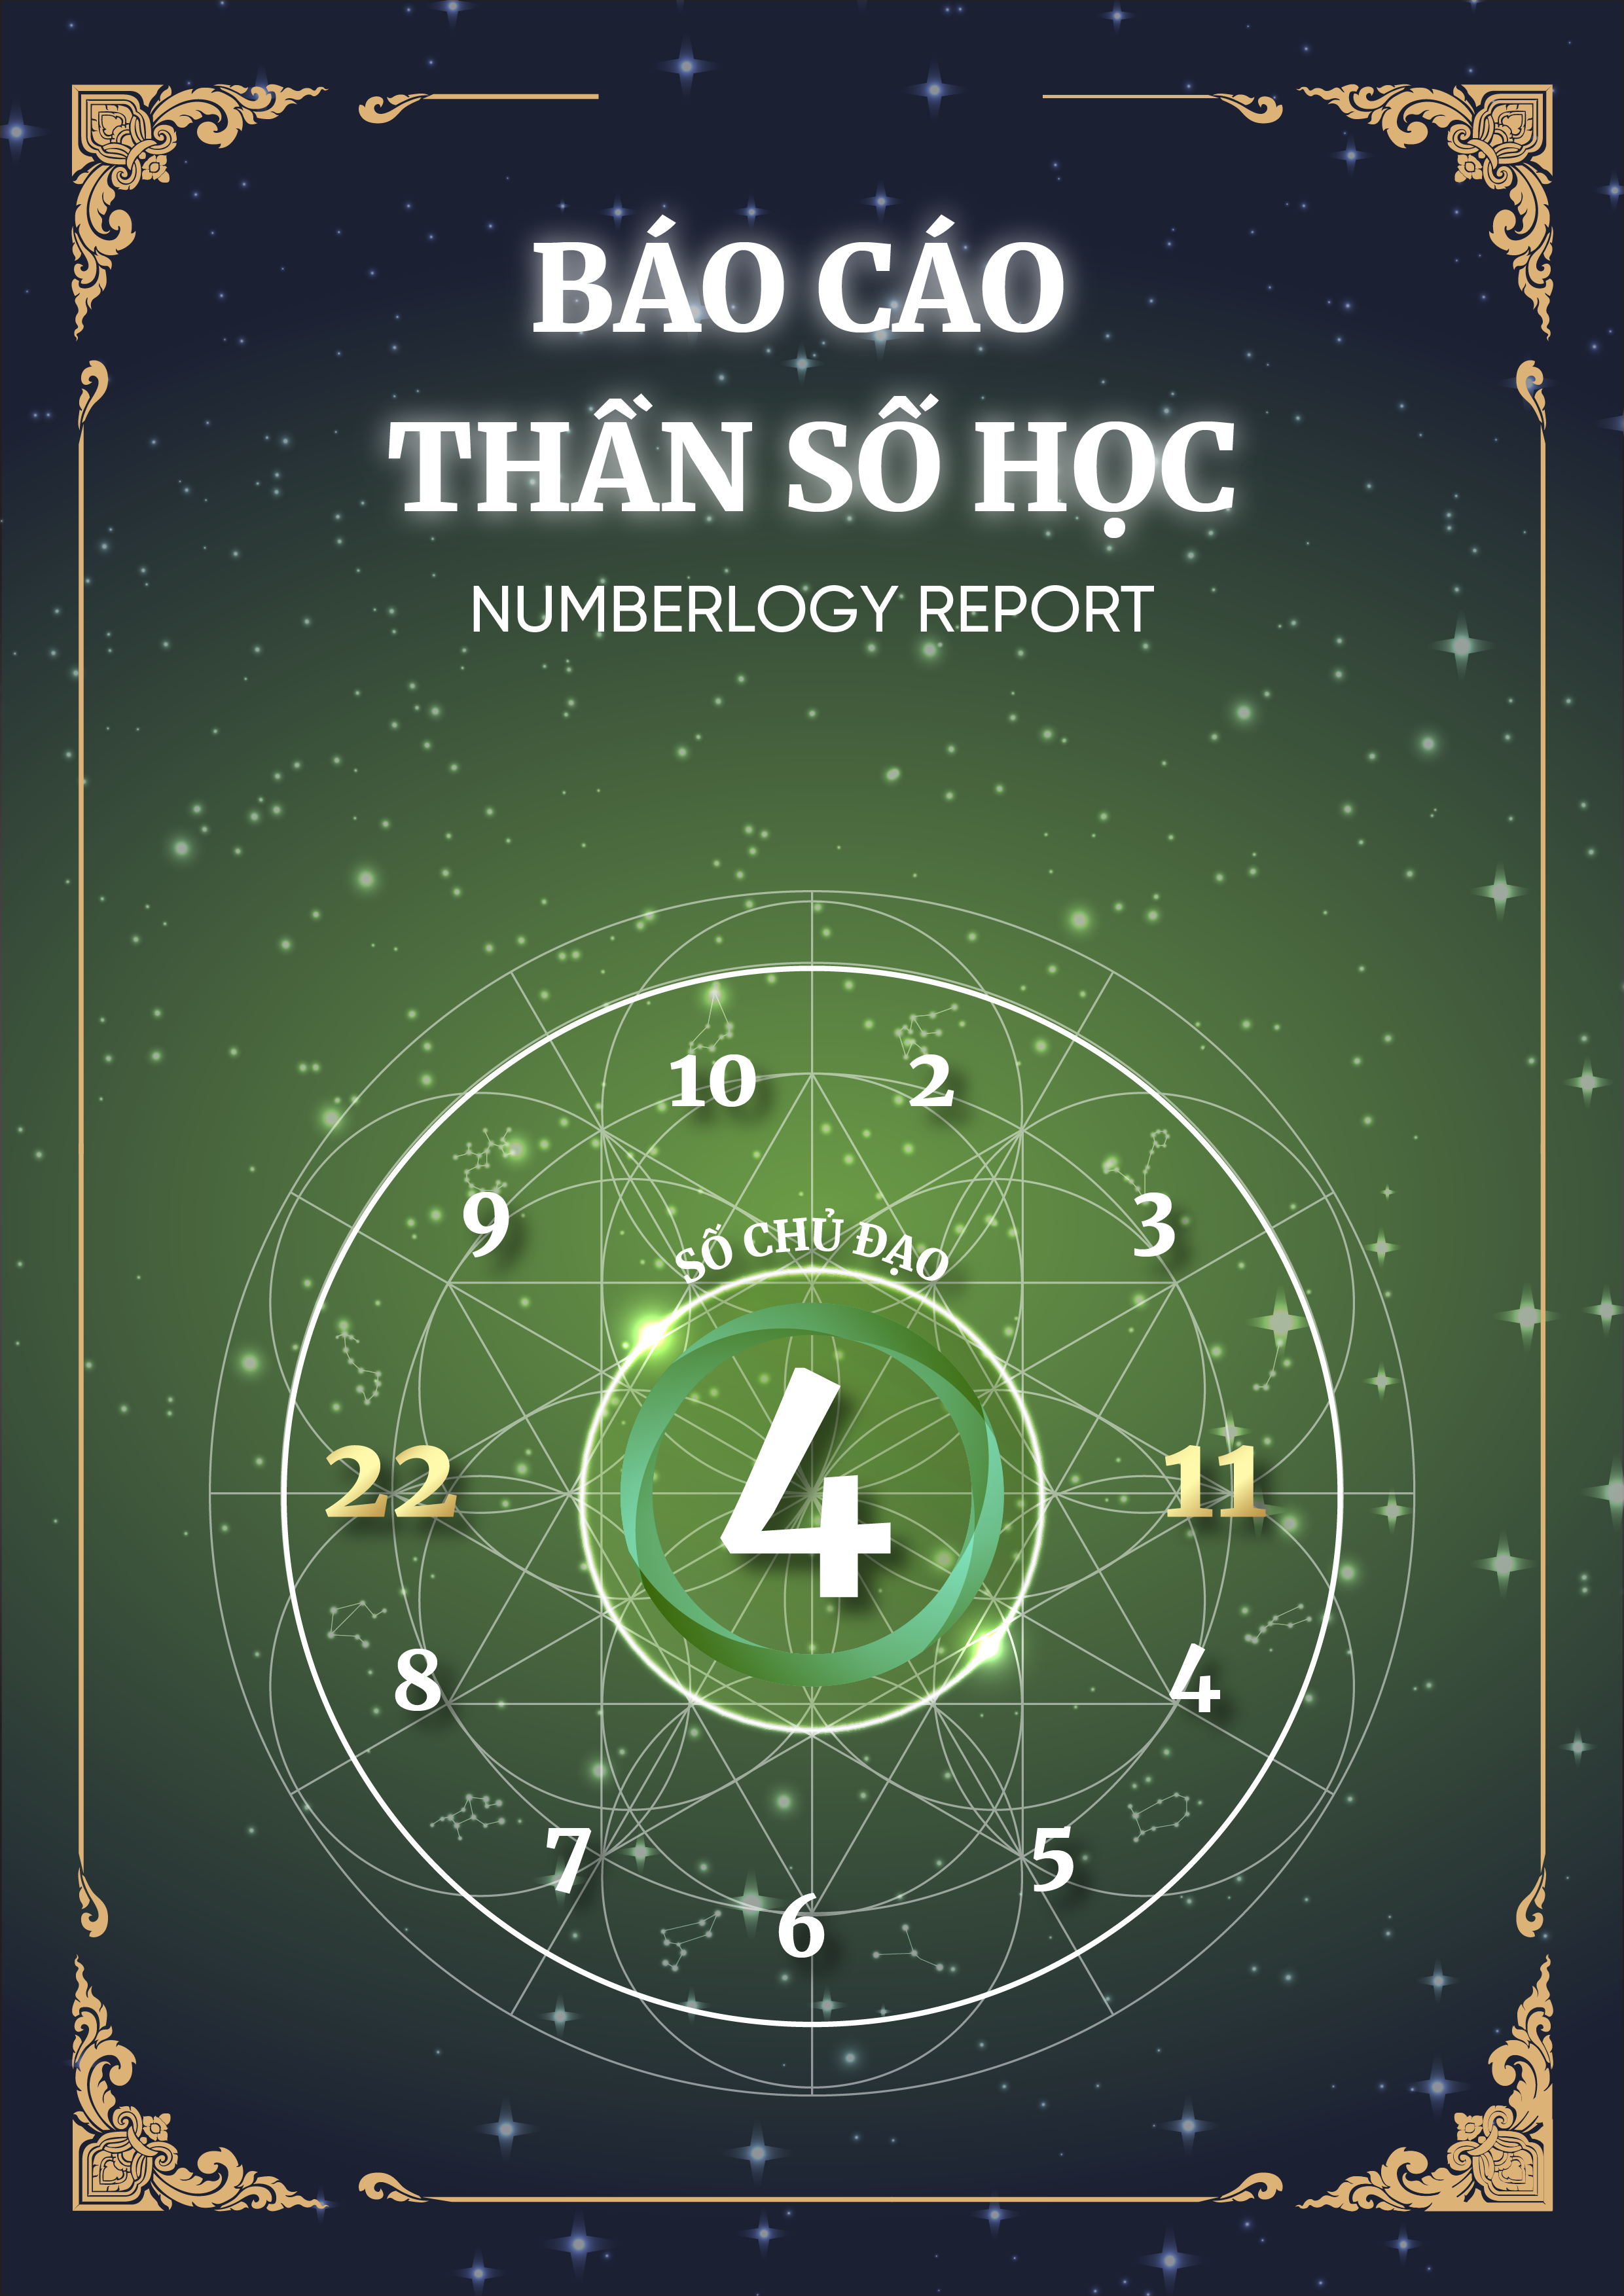 BÁO CÁO
THẦN SỐ HỌC
NUMBERLOGY REPORT
10 2
9 3
SỐ CHỦ ĐẠO
4
22 11
8 4
7 5
6